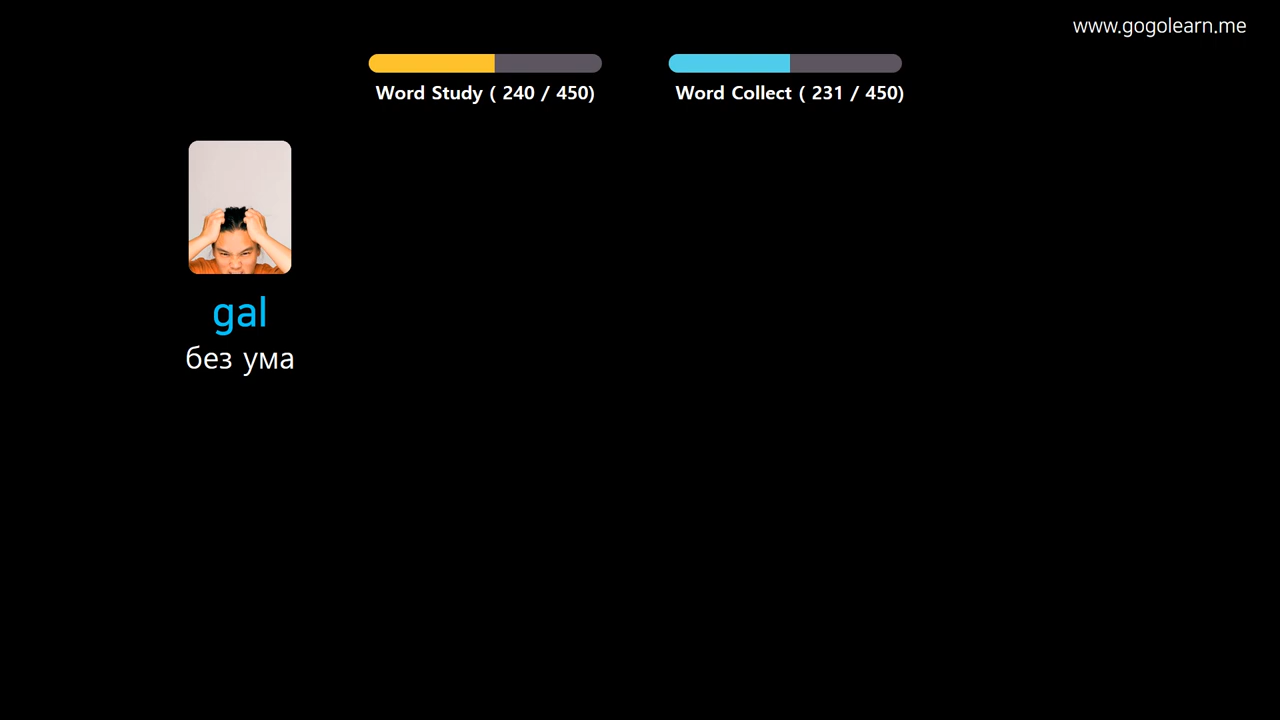 www.gogolearn.me
Word Study ( 240 / 450)
Word Collect ( 231 / 450)
gal
без ума